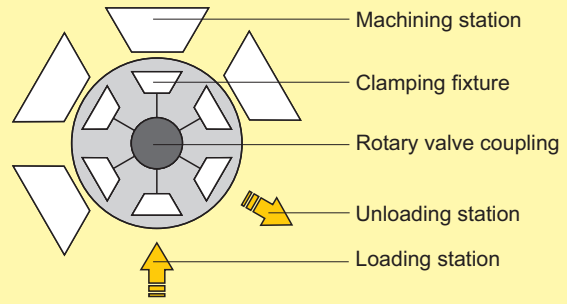 Machining station
Clamping fixture
Rotary valve coupling
Unloading station
Loading station